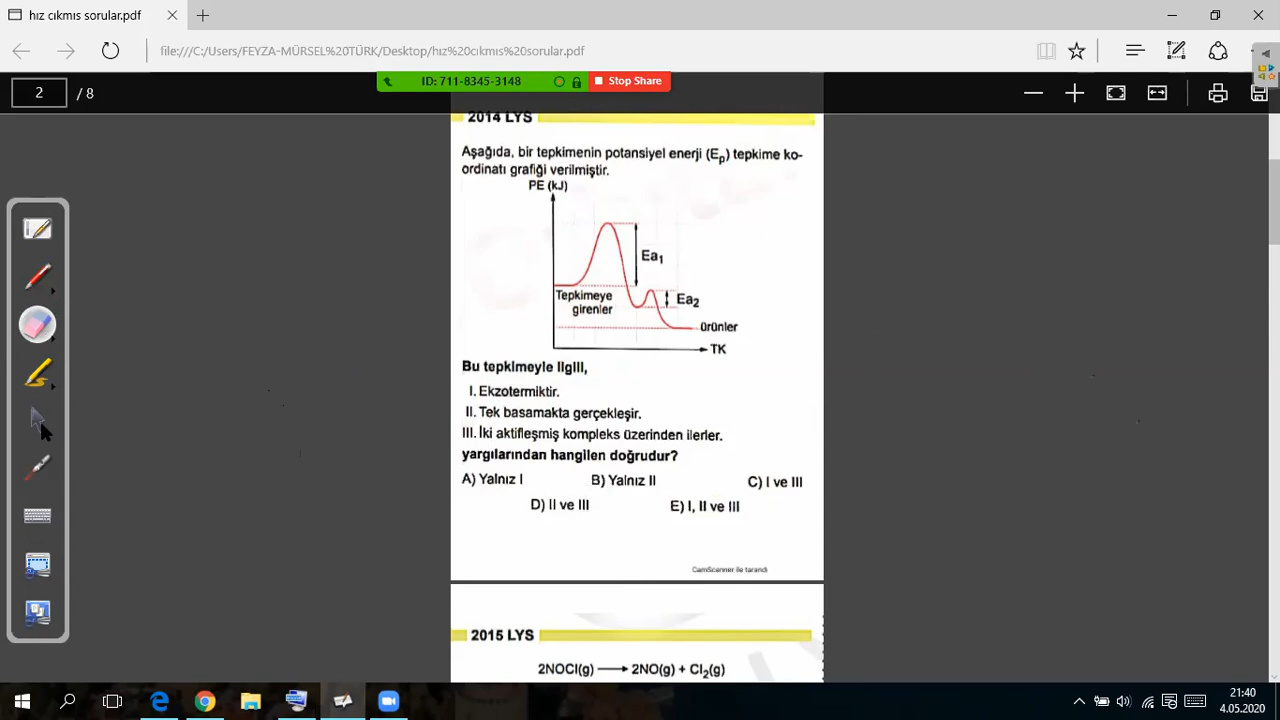 hız cıkmıs sorular
file:///C:/Users/FEYZA-MÜRSEL%20TÜRK/Desktop/hız%20cıkmıs%20sorular.pdf
ID: 711-8345-3148
Stop Share
2 / 8
2014 LYS
Aşağıda, bir tepkimenin potansiyel enerji (Ep) tepkime ko-
ordinatı grafiği verilmiştir.
PE (kJ)
Ea1
Tepkimeye
girenler
Ea2
ürünler
TK
Bu tepkimeyle ilgili,
I. Ekzotermiktir.
II. Tek basamakta gerçekleşir.
III. İki aktifleşmiş kompleks üzerinden ilerler.
yargılarından hangilerı doğrudur?
A) Yalnız I B) Yalnız II C) I ve III
D) II ve III E) I, II ve III
CamScanner ile tarandı
2015 LYS
2NOCl(g) → 2NO(g) + Cl2(g)
21:40
4.05.2020